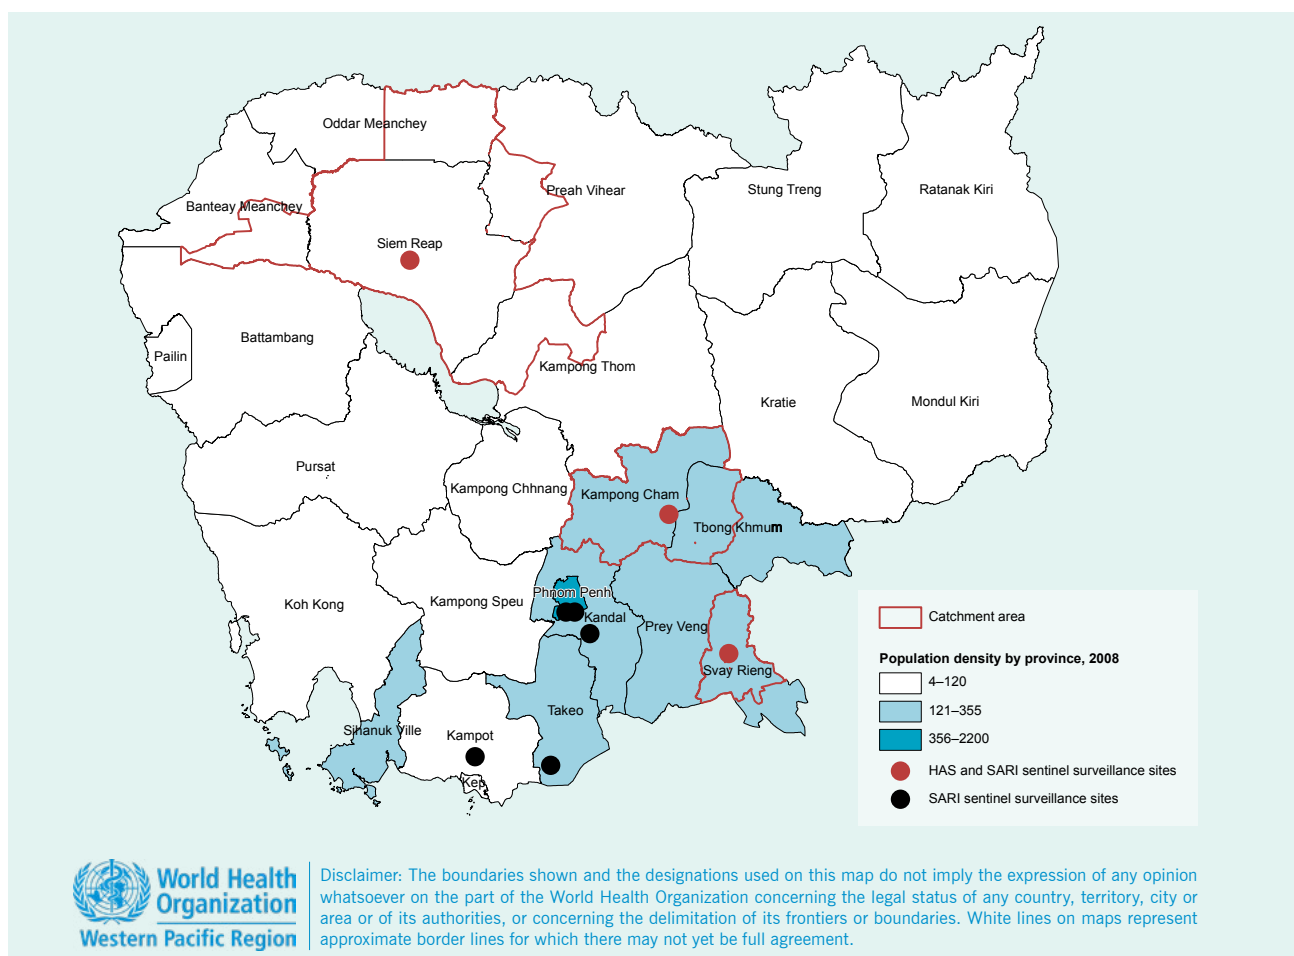 Oddar Meanchey
Banteay Meanchey
Preah Vihear
Stung Treng
Ratanak Kiri
Siem Reap
Battambang
Pailin
Kampong Thom
Kratie
Mondul Kiri
Pursat
Kampong Chhnang
Kampong Cham
Tbong Khmum
Phnom Penh
Koh Kong
Kampong Speu
Kandal
Prey Veng
Svay Rieng
Takeo
Sihanuk Ville
Kampot
Kep
Catchment area
Population density by province, 2008
4–120
121–355
356–2200
HAS and SARI sentinel surveillance sites
SARI sentinel surveillance sites
World Health
Organization
Western Pacific Region
Disclaimer: The boundaries shown and the designations used on this map do not imply the expression of any opinion
whatsoever on the part of the World Health Organization concerning the legal status of any country, territory, city or
area or of its authorities, or concerning the delimitation of its frontiers or boundaries. White lines on maps represent
approximate border lines for which there may not yet be full agreement.